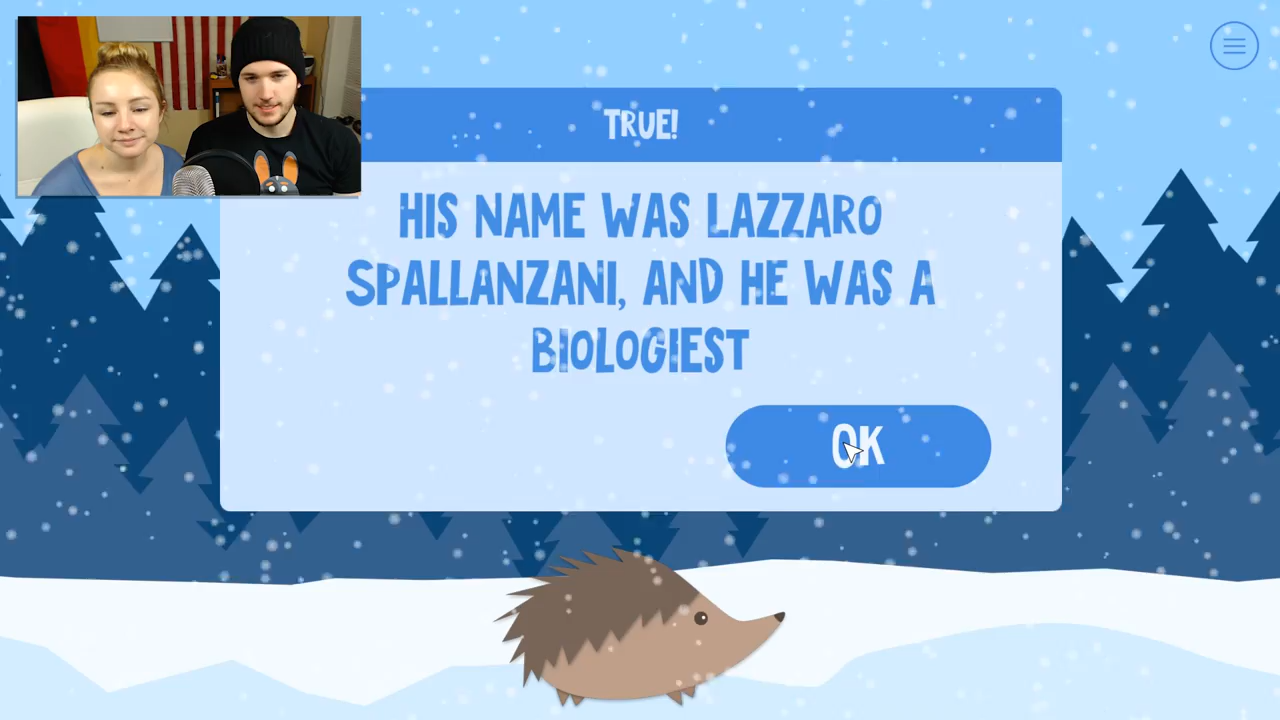 TRUE!
HIS NAME WAS LAZZARO
SPALLANZANI, AND HE WAS A
BIOLOGIEST
OK